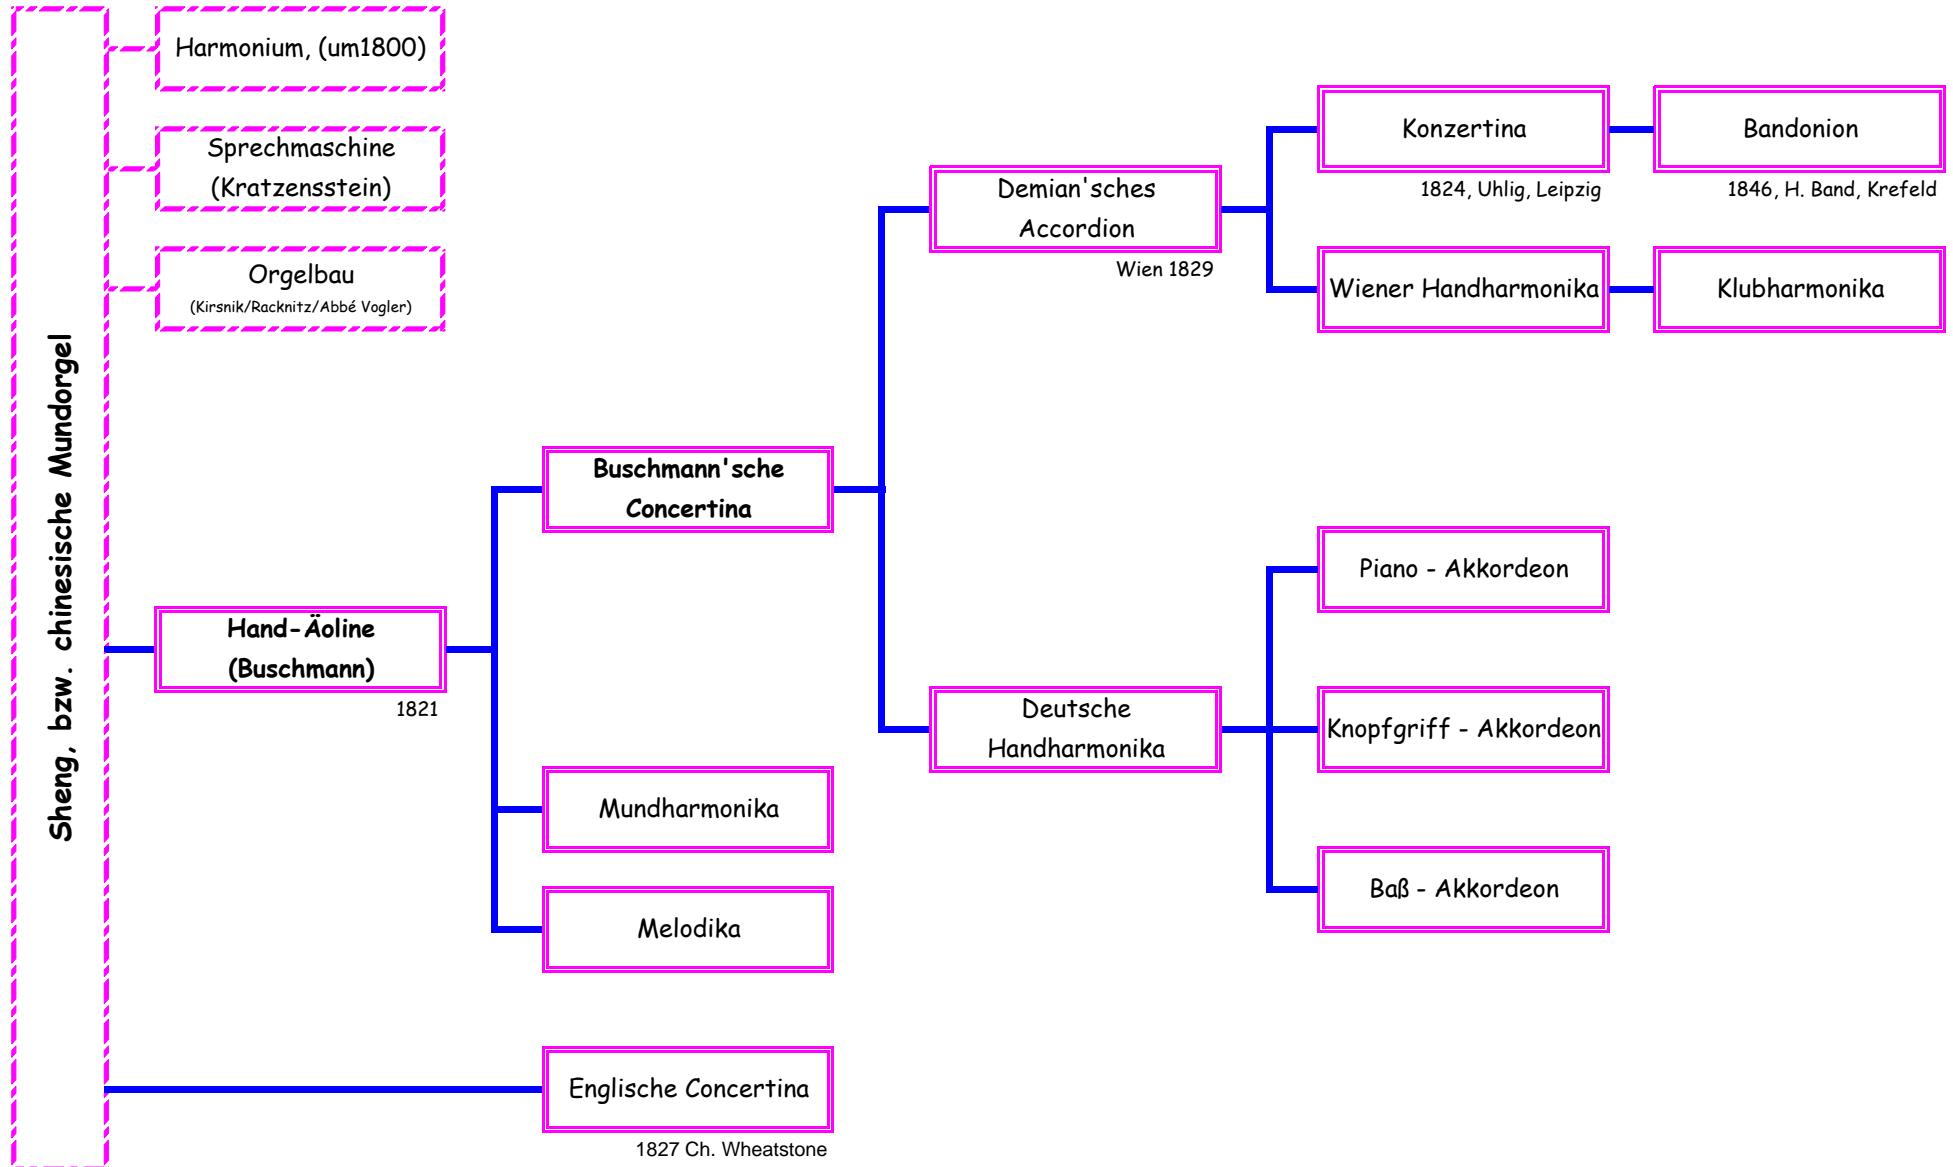 Sheng, bzw. chinesische Mundorgel
Harmonium, (um1800)
Sprechmaschine
(Kratzensstein)
Orgelbau
(Kirsnik/Racknitz/Abbé Vogler)
Hand-Äoline
(Buschmann)
1821
Buschmann'sche
Concertina
Mundharmonika
Melodika
Englische Concertina
1827 Ch. Wheatstone
Demian'sches
Accordion
Wien 1829
Deutsche
Handharmonika
Konzertina
1824, Uhlig, Leipzig
Wiener Handharmonika
Piano - Akkordeon
Knopfgriff - Akkordeon
Baß - Akkordeon
Bandonion
1846, H. Band, Krefeld
Klubharmonika